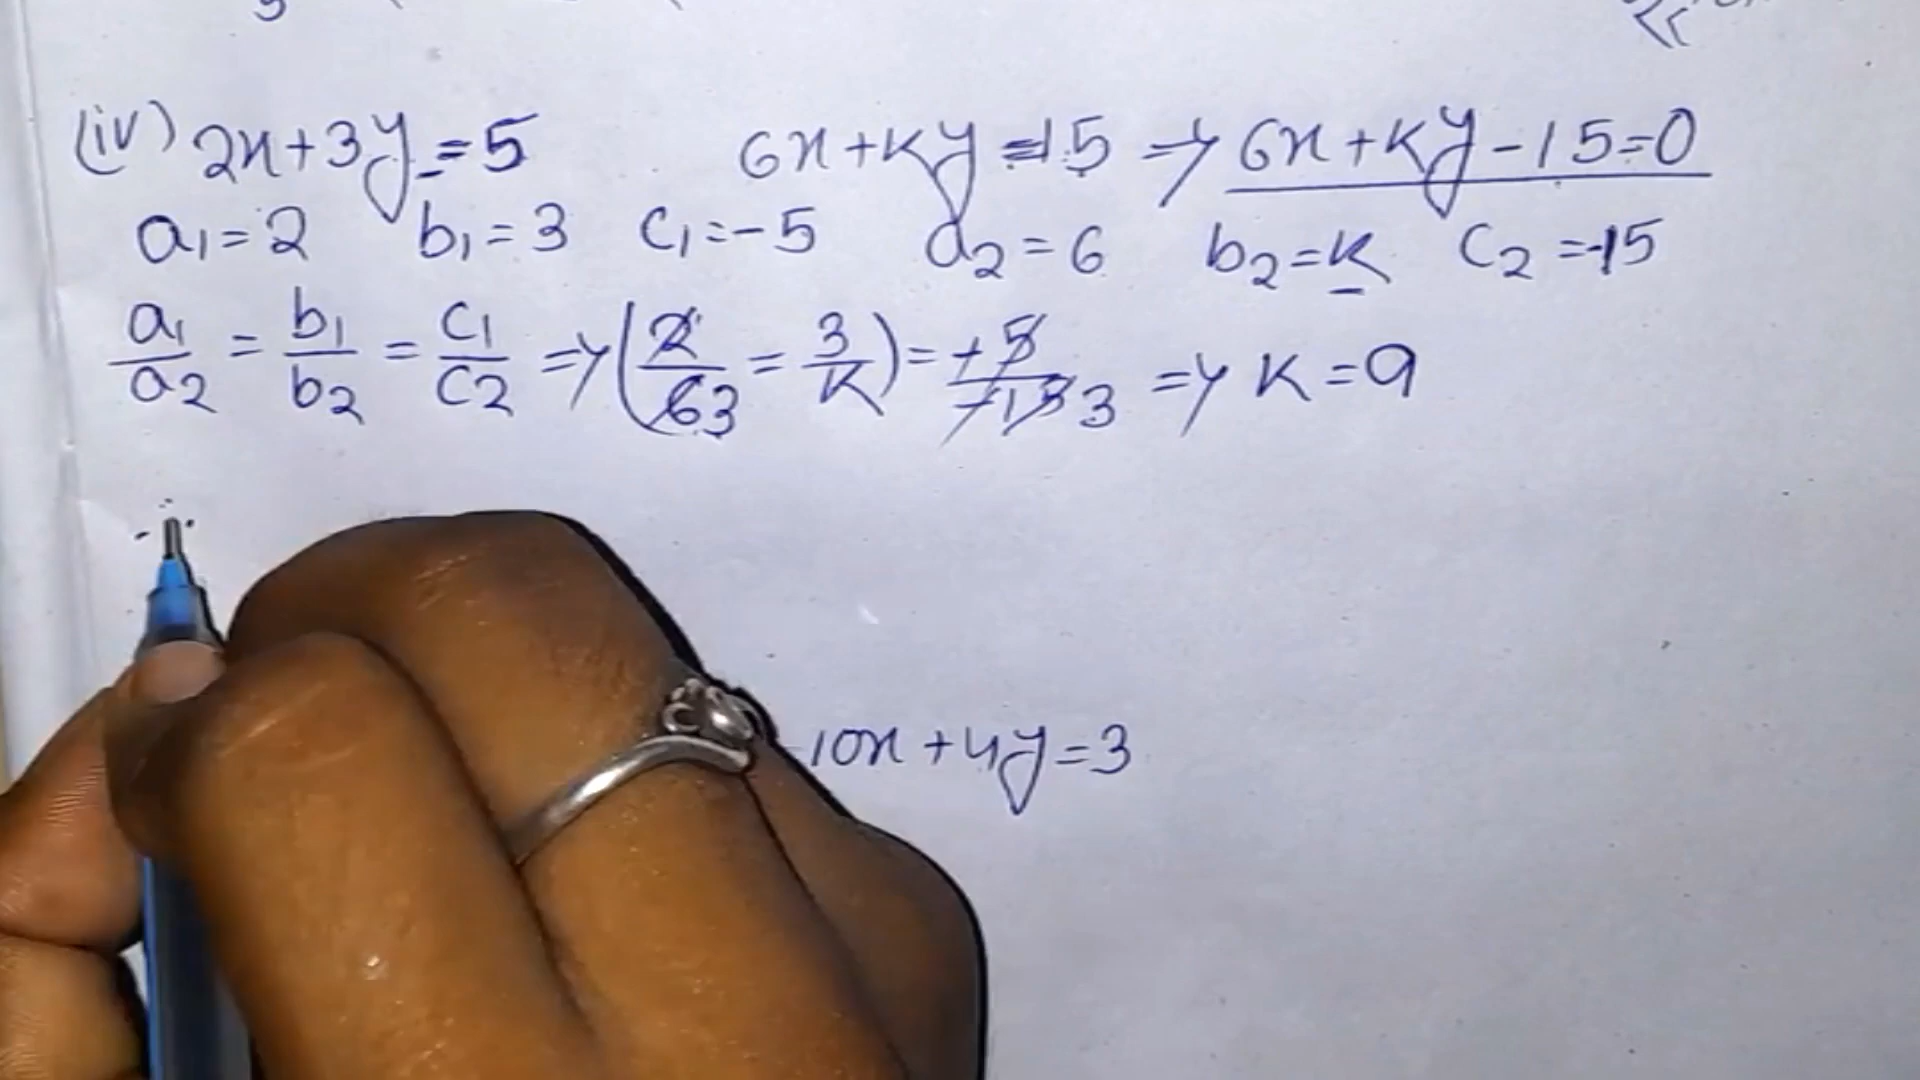 (iv) 2x+3y=5 6x+ky=15 => 6x+ky-15=0
a1=2 b1=3 c1=-5 a2=6 b2=k c2=-15
a1/a2 = b1/b2 = c1/c2 => (2/6 3 = 3/k) = +5/-15 3 => k=9
-10x+4y=3